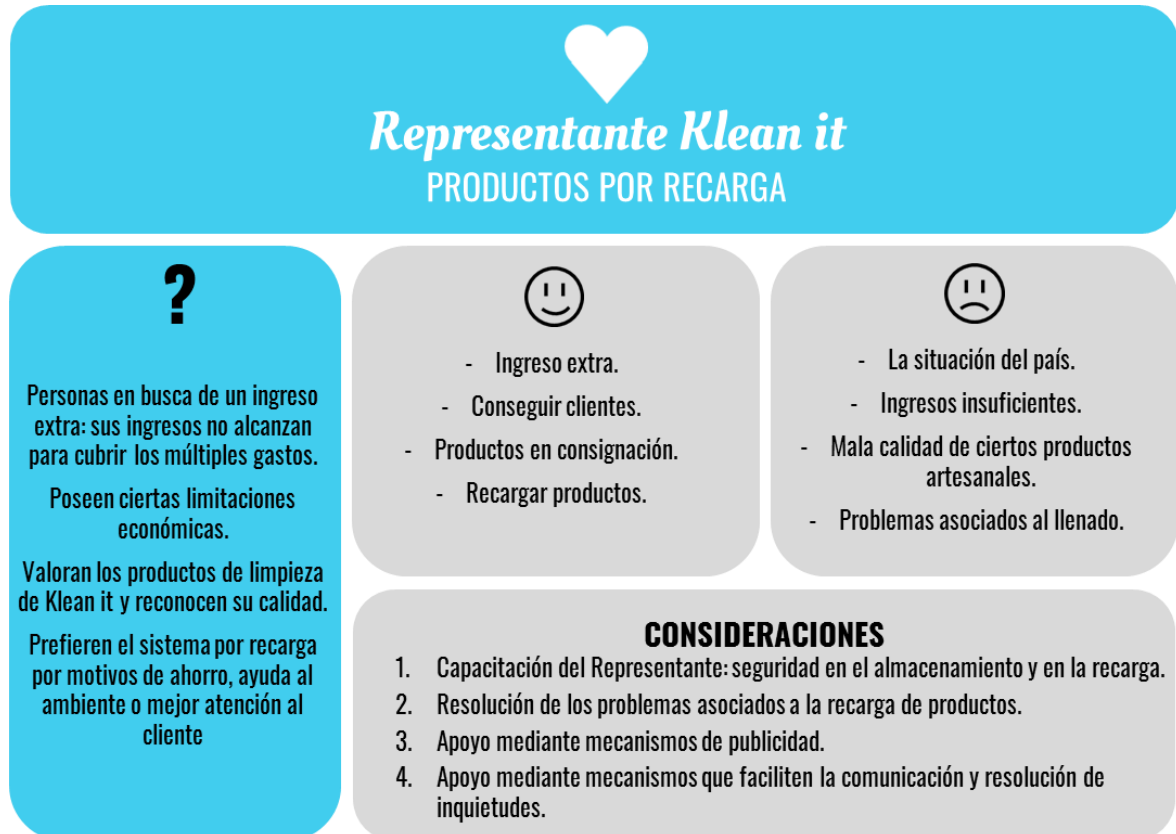 Representante Klean it
PRODUCTOS POR RECARGA
?
Personas en busca de un ingreso
extra: sus ingresos no alcanzan
para cubrir los múltiples gastos.
Poseen ciertas limitaciones
económicas.
Valoran los productos de limpieza
de Klean it y reconocen su calidad.
Prefieren el sistema por recarga
por motivos de ahorro, ayuda al
ambiente o mejor atención al
cliente
- Ingreso extra.
- Conseguir clientes.
- Productos en consignación.
- Recargar productos.
- La situación del país.
- Ingresos insuficientes.
- Mala calidad de ciertos productos
artesanales.
- Problemas asociados al llenado.
CONSIDERACIONES
1. Capacitación del Representante: seguridad en el almacenamiento y en la recarga.
2. Resolución de los problemas asociados a la recarga de productos.
3. Apoyo mediante mecanismos de publicidad.
4. Apoyo mediante mecanismos que faciliten la comunicación y resolución de
inquietudes.